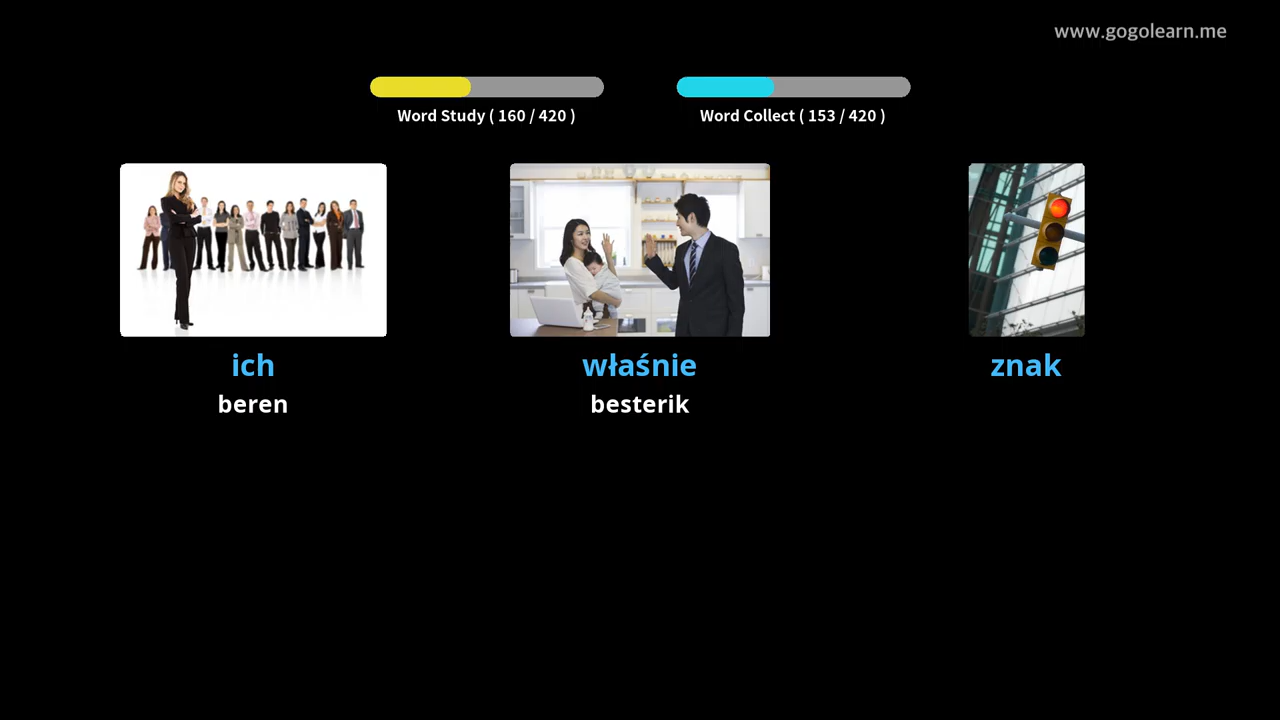 www.gogolearn.me
Word Study ( 160 / 420 )
Word Collect ( 153 / 420 )
ich
beren
właśnie
besterik
znak